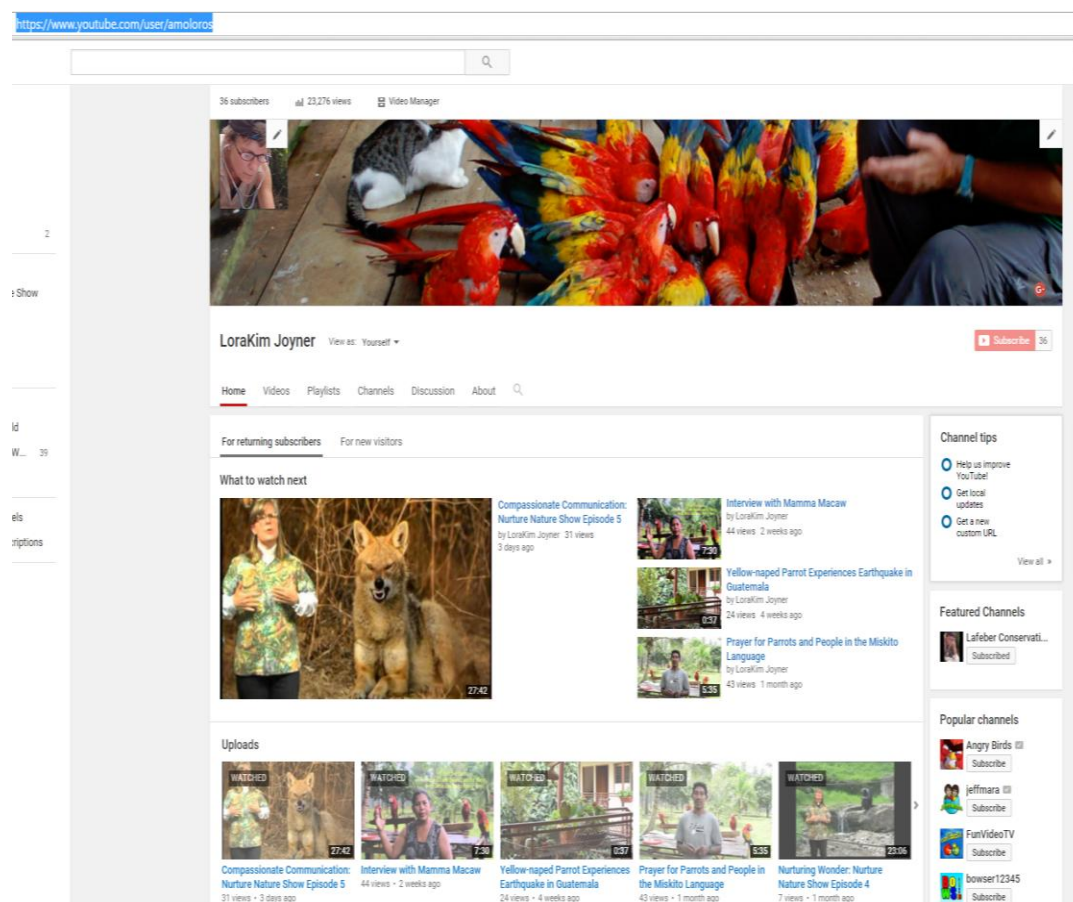 https://www.youtube.com/user/amoloros
36 subscribers 23,276 views Video Manager
2
e Show
LoraKim Joyner View as: Yourself
Subscribe 36
Home Videos Playlists Channels Discussion About
ld
W... 39
els
criptions
For returning subscribers For new visitors
What to watch next
Compassionate Communication:
Nurture Nature Show Episode 5
by LoraKim Joyner 31 views
3 days ago
27:42
Interview with Mamma Macaw
by LoraKim Joyner
44 views 2 weeks ago
7:30
Yellow-naped Parrot Experiences Earthquake in
Guatemala
by LoraKim Joyner
24 views 4 weeks ago
0:37
Prayer for Parrots and People in the Miskito
Language
by LoraKim Joyner
43 views 1 month ago
5:35
Channel tips
Help us improve
YouTube!
Get local
updates
Get a new
custom URL
View all »
Featured Channels
Lafeber Conservati...
Subscribed
Popular channels
Angry Birds
Subscribe
jeffmara
Subscribe
FunVideoTV
Subscribe
bowser12345
Subscribe
Uploads
WATCHED
27:42
Compassionate Communication:
Nurture Nature Show Episode 5
31 views • 3 days ago
WATCHED
7:30
Interview with Mamma Macaw
44 views • 2 weeks ago
WATCHED
0:37
Yellow-naped Parrot Experiences
Earthquake in Guatemala
24 views • 4 weeks ago
WATCHED
5:35
Prayer for Parrots and People in
the Miskito Language
43 views • 1 month ago
WATCHED
23:06
Nurturing Wonder: Nurture
Nature Show Episode 4
7 views • 1 month ago